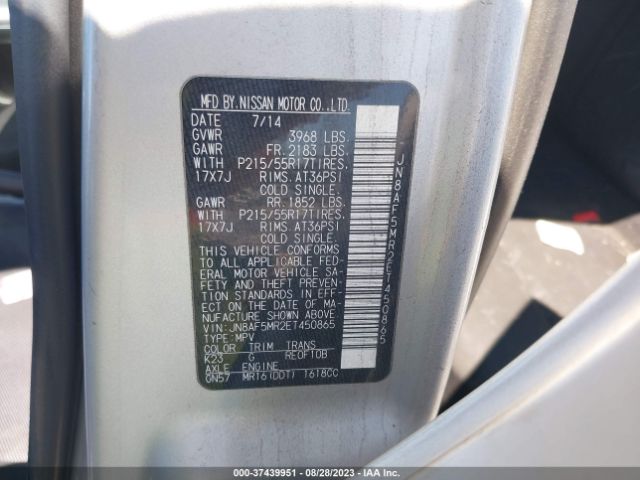 MFD BY.NISSAN MOTOR CO.,LTD.
DATE 7/14
GVWR 3968 LBS.
GAWR FR.2183 LBS.
WITH P215/55R17TIRES.
17X7J RIMS.AT36PSI
COLD SINGLE.
GAWR RR.1852 LBS.
WITH P215/55R17TIRES.
17X7J RIMS.AT36PSI
COLD SINGLE.
THIS VEHICLE CONFORMS
TO ALL APPLICABLE FED-
ERAL MOTOR VEHICLE SA-
FETY AND THEFT PREVEN-
TION STANDARDS IN EFF-
ECT ON THE DATE OF MA-
NUFACTURE SHOWN ABOVE.
VIN:JN8AF5MR2ET450865
TYPE:MPV
COLOR TRIM TRANS
K23 G RE0F10B
AXLE ENGINE
GN57 MR16(DDT) 1618CC
JN8AF5MR2ET450865
000-37439951 - 08/28/2023 - IAA Inc.